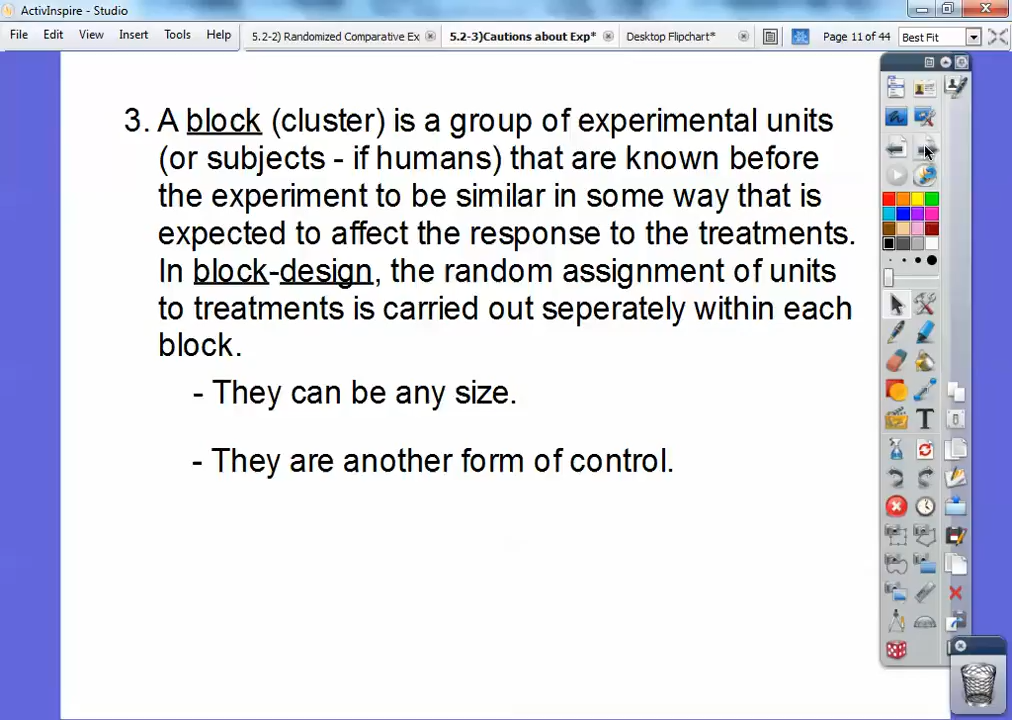 ActivInspire - Studio
File Edit View Insert Tools Help 5.2-2) Randomized Comparative Ex 5.2-3)Cautions about Exp* Desktop Flipchart* Page 11 of 44 Best Fit
3. A block (cluster) is a group of experimental units
(or subjects - if humans) that are known before
the experiment to be similar in some way that is
expected to affect the response to the treatments.
In block-design, the random assignment of units
to treatments is carried out seperately within each
block.
- They can be any size.
- They are another form of control.